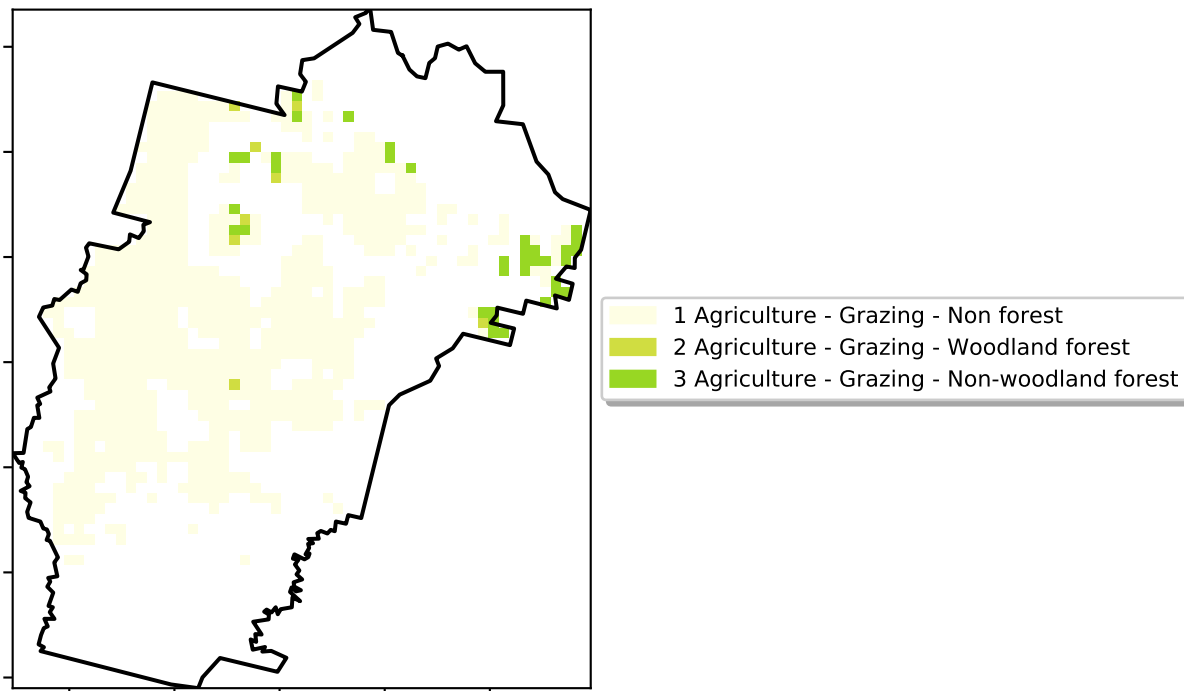 1 Agriculture - Grazing - Non forest
2 Agriculture - Grazing - Woodland forest
3 Agriculture - Grazing - Non-woodland forest